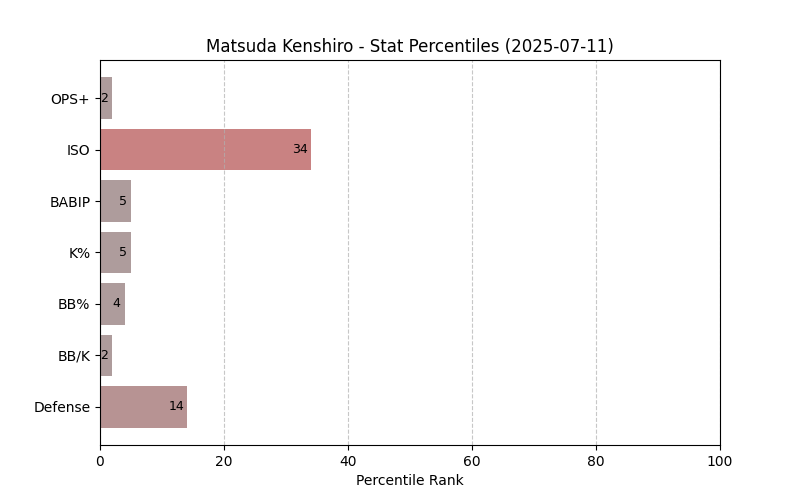 Matsuda Kenshiro - Stat Percentiles (2025-07-11)
OPS+ 2
ISO 34
BABIP 5
K% 5
BB% 4
BB/K 2
Defense 14
0 20 40 60 80 100
Percentile Rank